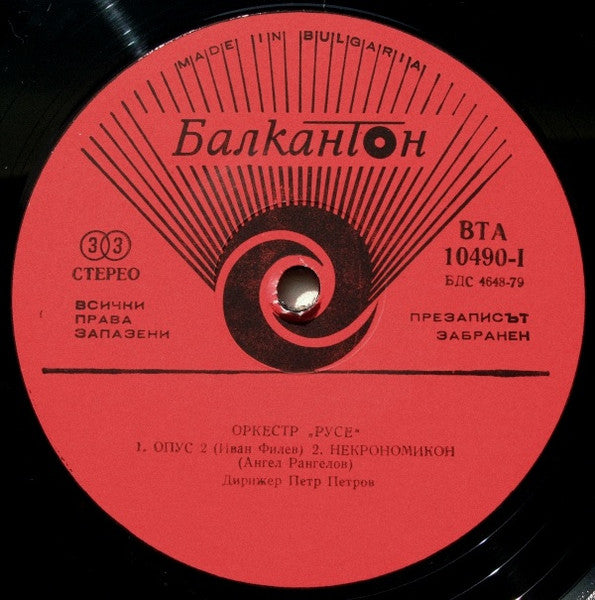 MADE IN BULGARIA
Балкантон
33
СТЕРЕО
ВСИЧКИ
ПРАВА
ЗАПАЗЕНИ
ВТА
10490-I
БДС 4648-79
ПРЕЗАПИСЪТ
ЗАБРАНЕН
ОРКЕСТР „РУСЕ“
1. ОПУС 2 (Иван Филев) 2. НЕКРОНОМИКОН
(Ангел Рангелов)
Дирижер Петр Петров